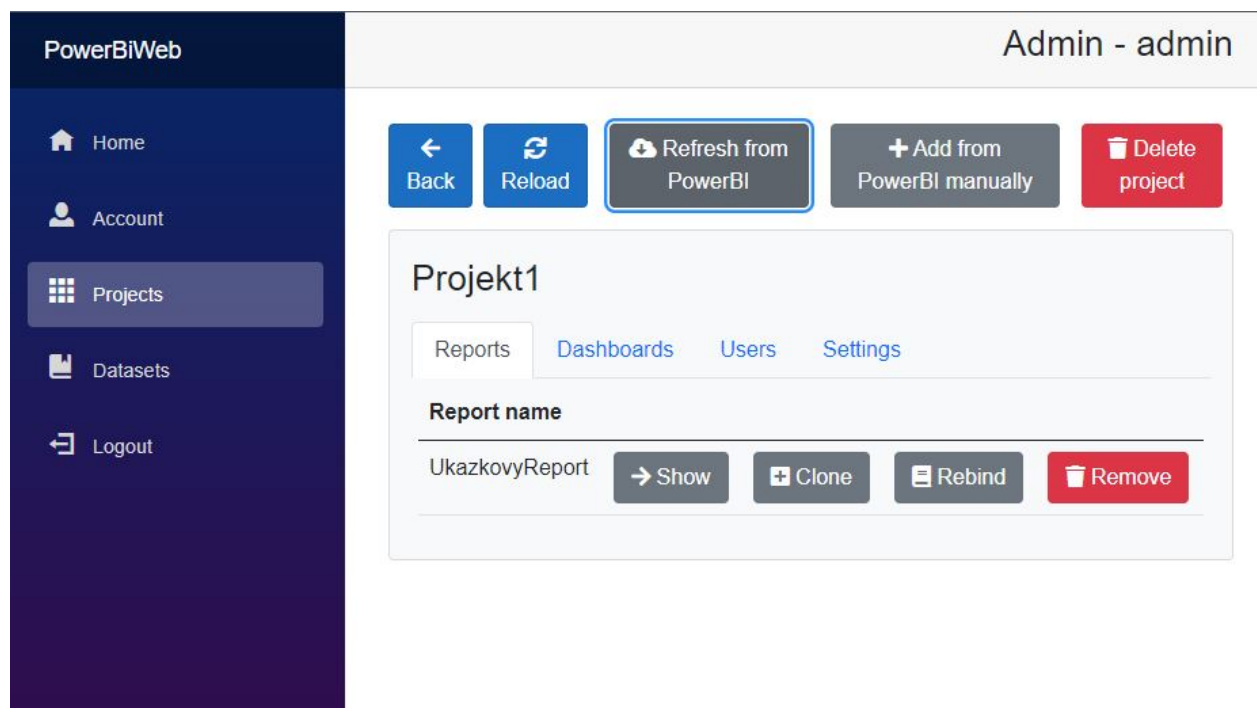 PowerBiWeb
Admin - admin
Home
Account
Projects
Datasets
Logout
Back
Reload
Refresh from
PowerBI
Add from
PowerBI manually
Delete
project
Projekt1
Reports Dashboards Users Settings
Report name
UkazkovyReport Show Clone Rebind Remove